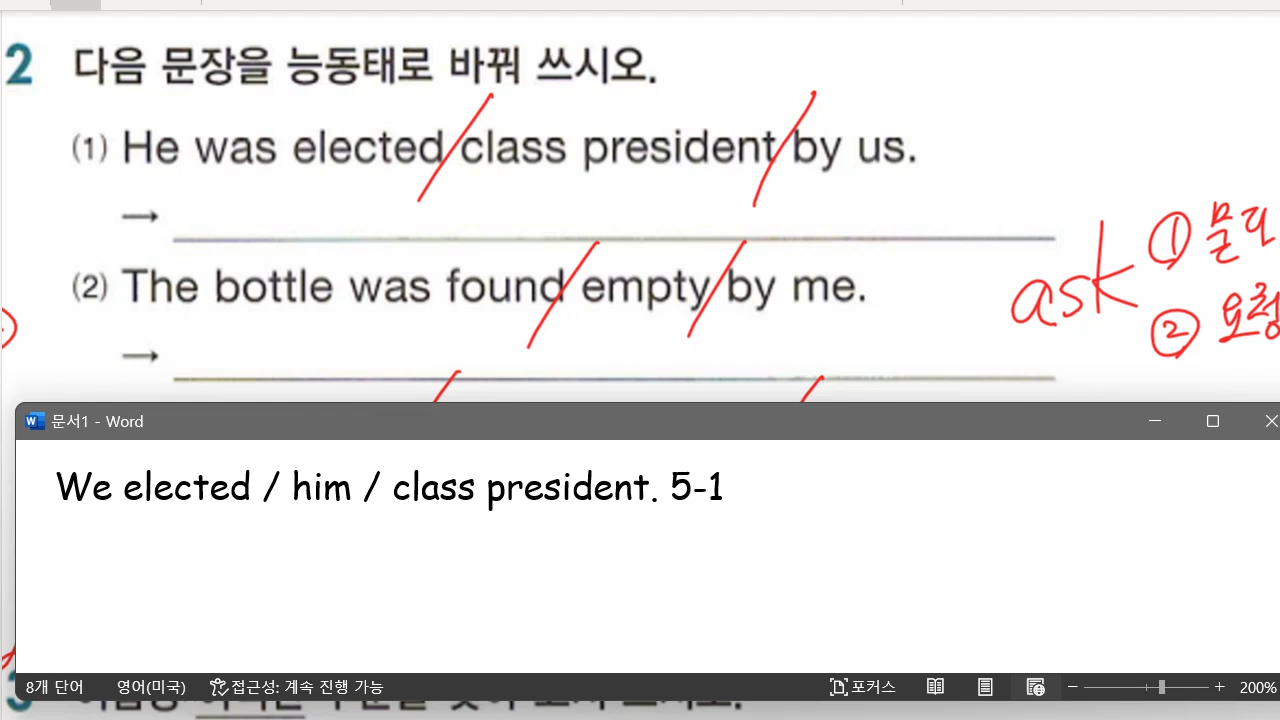 2 다음 문장을 능동태로 바꿔 쓰시오.
(1) He was elected / class president / by us.
→
(2) The bottle was found / empty / by me.
→
ask ① 물다
② 요청
문서1 - Word
We elected / him / class president. 5-1
8개 단어 영어(미국) 접근성: 계속 진행 가능 포커스 200%
3